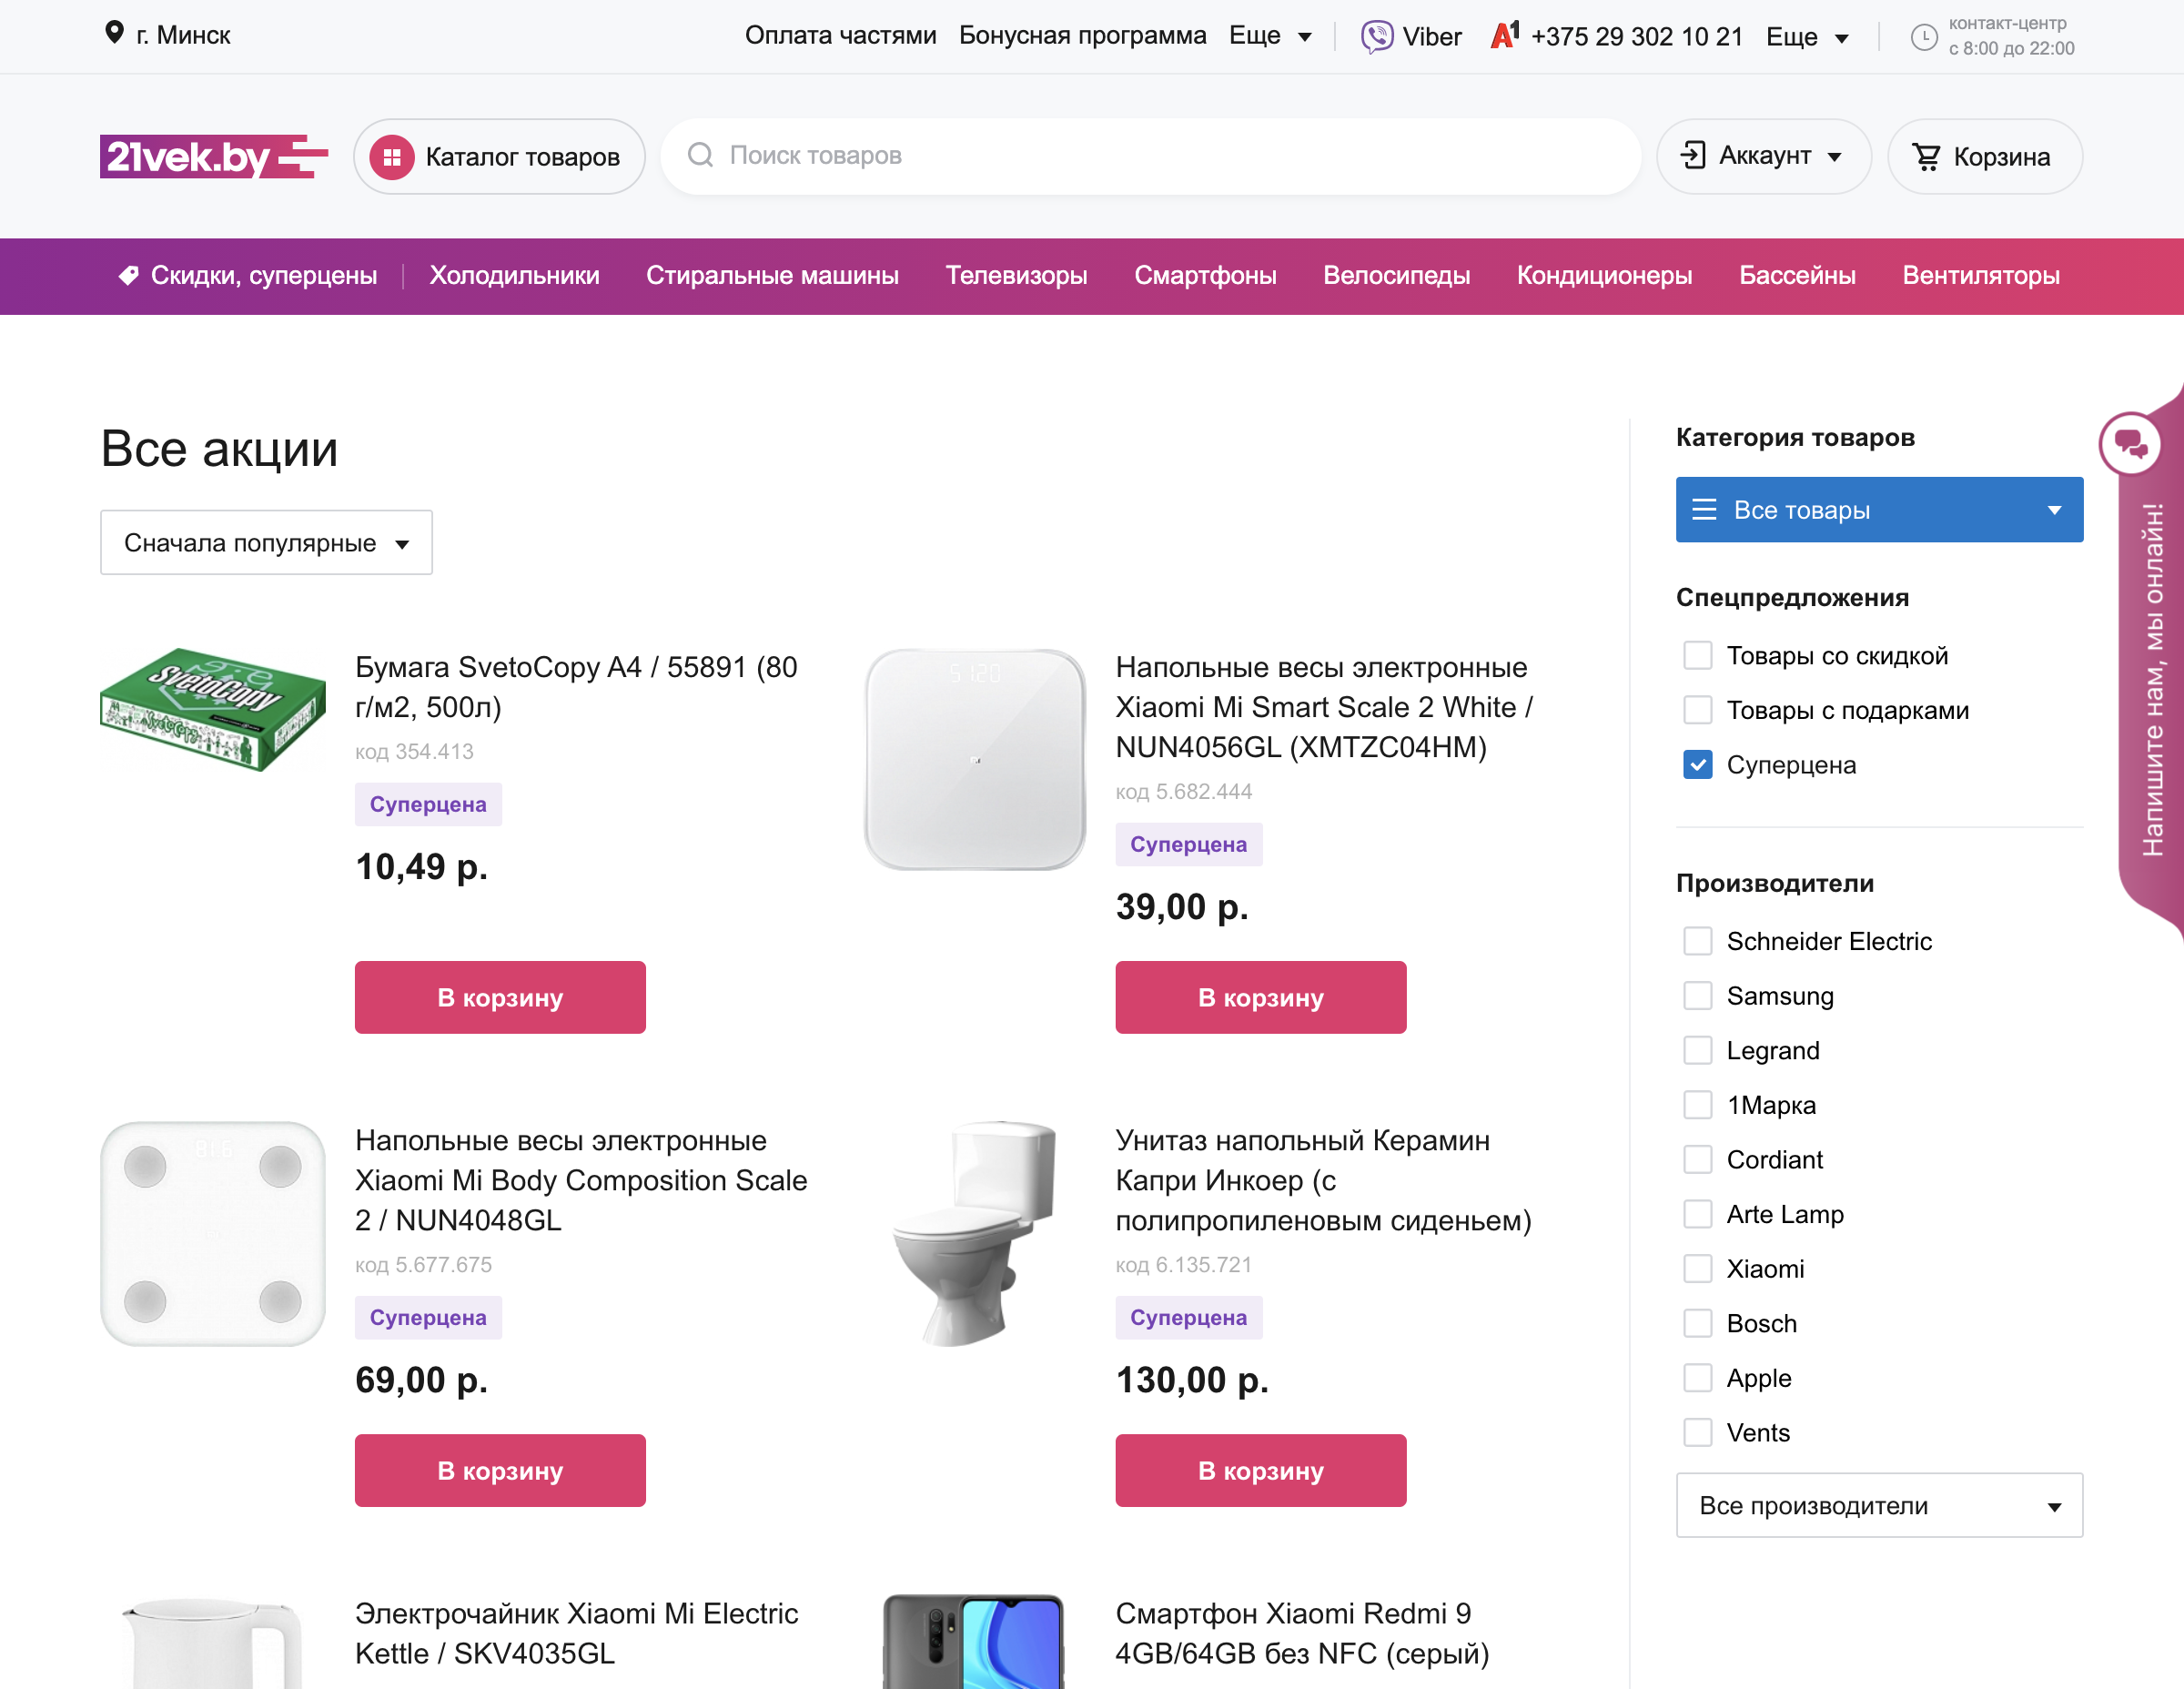 г. Минск
Оплата частями Бонусная программа Еще Viber A1 +375 29 302 10 21 Еще контакт-центр
с 8:00 до 22:00
21vek.by Каталог товаров Поиск товаров Аккаунт Корзина
Скидки, суперцены Холодильники Стиральные машины Телевизоры Смартфоны Велосипеды Кондиционеры Бассейны Вентиляторы
Все акции
Сначала популярные
SvetoCopy
Бумага SvetoCopy A4 / 55891 (80
г/м2, 500л)
код 354.413
Суперцена
10,49 р.
В корзину
Напольные весы электронные
Xiaomi Mi Smart Scale 2 White /
NUN4056GL (XMTZC04HM)
код 5.682.444
Суперцена
39,00 р.
В корзину
Напольные весы электронные
Xiaomi Mi Body Composition Scale
2 / NUN4048GL
код 5.677.675
Суперцена
69,00 р.
В корзину
Унитаз напольный Керамин
Капри Инкоер (с
полипропиленовым сиденьем)
код 6.135.721
Суперцена
130,00 р.
В корзину
Электрочайник Xiaomi Mi Electric
Kettle / SKV4035GL
Смартфон Xiaomi Redmi 9
4GB/64GB без NFC (серый)
Категория товаров
Все товары
Спецпредложения
Товары со скидкой
Товары с подарками
Суперцена
Производители
Schneider Electric
Samsung
Legrand
1Марка
Cordiant
Arte Lamp
Xiaomi
Bosch
Apple
Vents
Все производители
Напишите нам, мы онлайн!